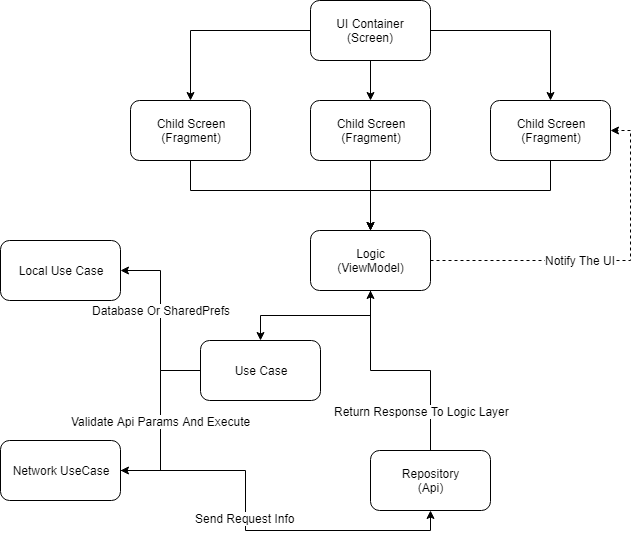 UI Container
(Screen)
Child Screen
(Fragment)
Child Screen
(Fragment)
Child Screen
(Fragment)
Logic
(ViewModel)
Notify The UI
Local Use Case
Database Or SharedPrefs
Use Case
Validate Api Params And Execute
Return Response To Logic Layer
Network UseCase
Repository
(Api)
Send Request Info